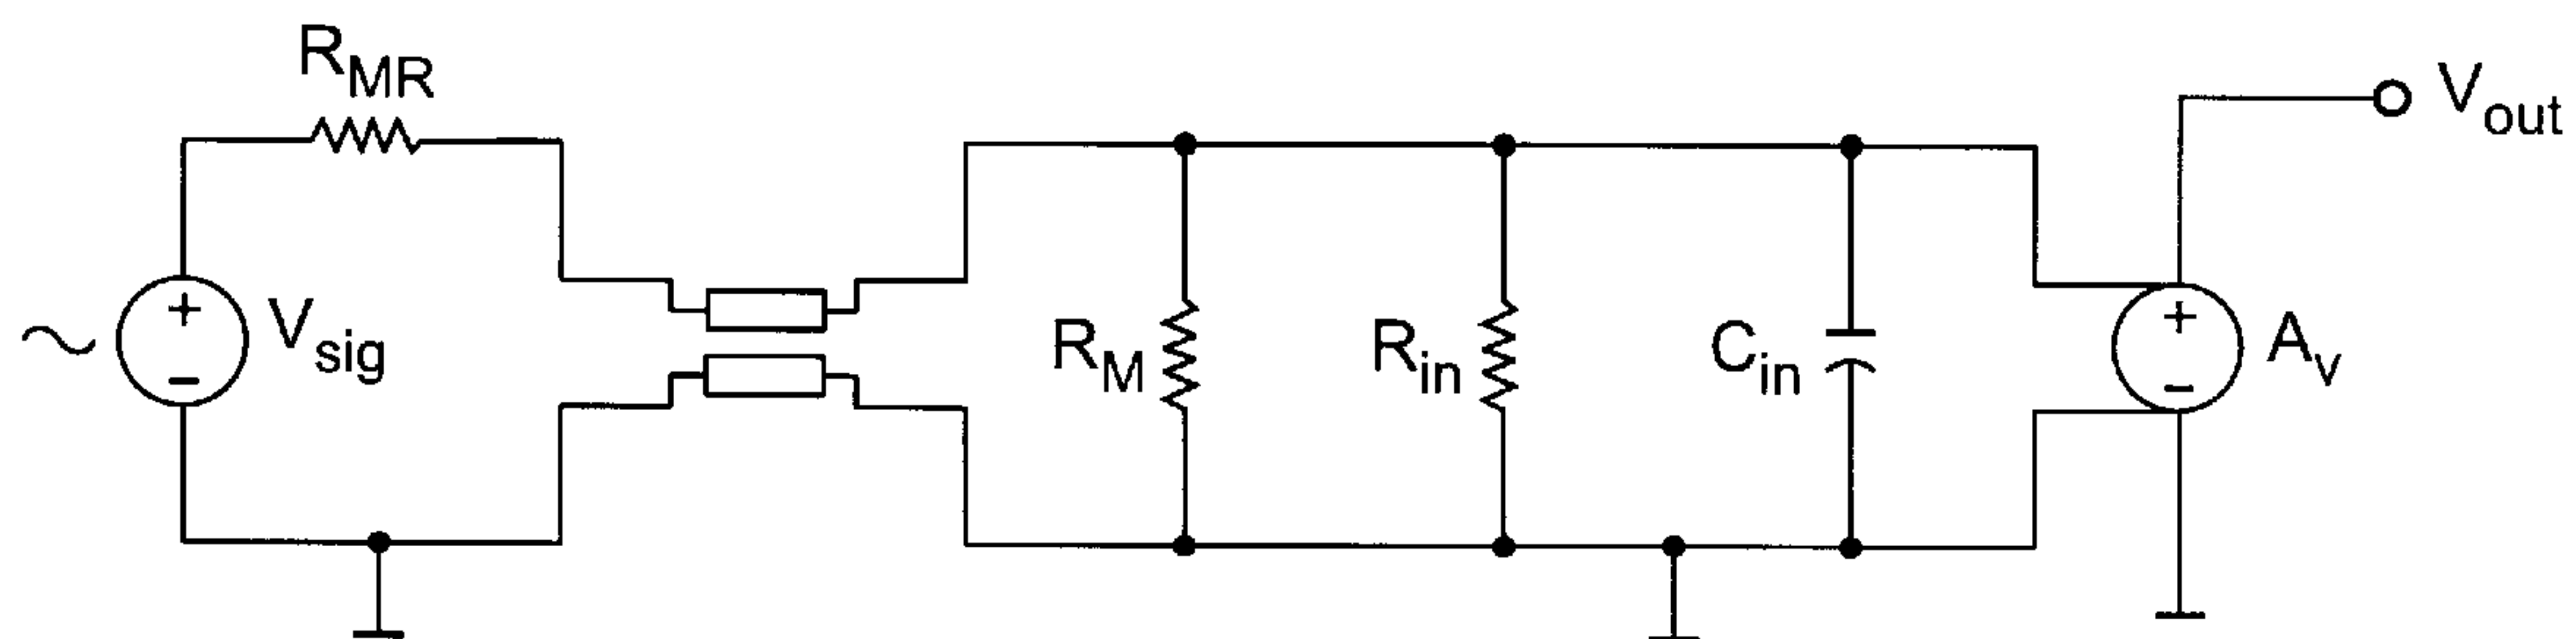 R_MR
V_out
V_sig
R_M
R_in
C_in
A_v
+
−
+
−